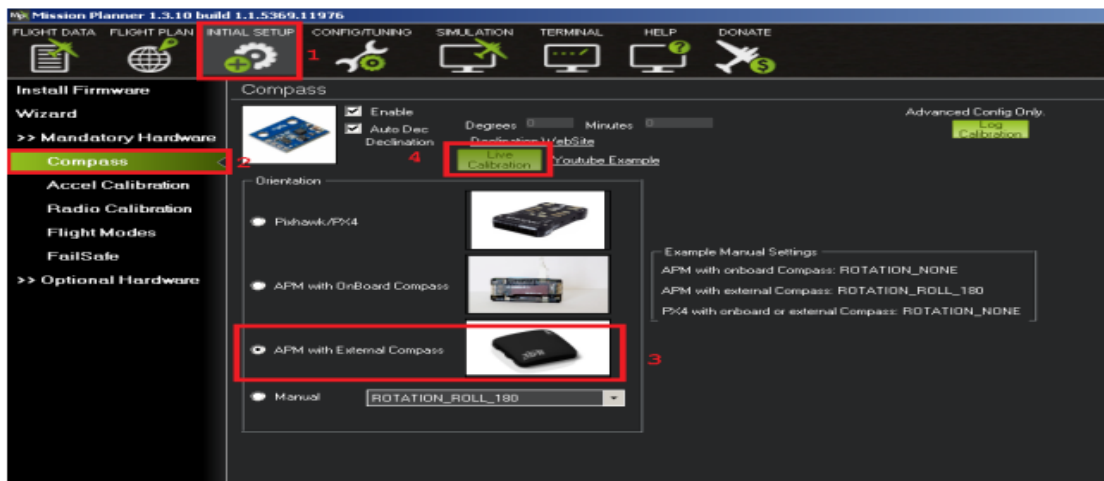 Mission Planner 1.3.10 build 1.1.5369.11976
FLIGHT DATA FLIGHT PLAN INITIAL SETUP CONFIG/TUNING SIMULATION TERMINAL HELP DONATE
1
Install Firmware
Wizard
>> Mandatory Hardware
Compass
2
Accel Calibration
Radio Calibration
Flight Modes
FailSafe
>> Optional Hardware
Compass
Enable
Auto Dec
Declination
Degrees 0 Minutes 0
Declination WebSite
4
Live
Calibration
Youtube Example
Advanced Config Only.
Log
Calibration
Orientation
Pixhawk/PX4
APM with OnBoard Compass
APM with External Compass
3
Manual
ROTATION_ROLL_180
Example Manual Settings
APM with onboard Compass: ROTATION_NONE
APM with external Compass: ROTATION_ROLL_180
PX4 with onboard or external Compass: ROTATION_NONE